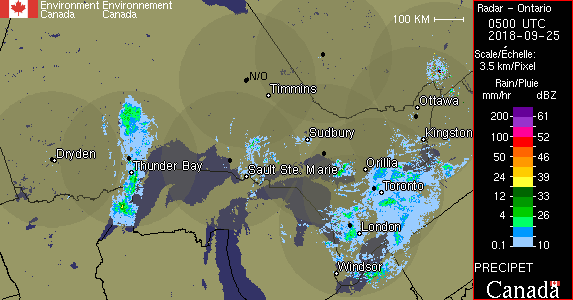 Environment Environnement
Canada Canada
100 KM
N/O
Timmins
Ottawa
Sudbury
Kingston
Dryden
Thunder Bay
Sault Ste. Marie
Orillia
Toronto
London
Windsor
Radar - Ontario
0500 UTC
2018-09-25
Scale/Échelle:
3.5 km/Pixel
Rain/Pluie
mm/hr dBZ
200 61
100 52
50 46
24 39
12 33
4 26
0.1 10
PRECIPET
Canada